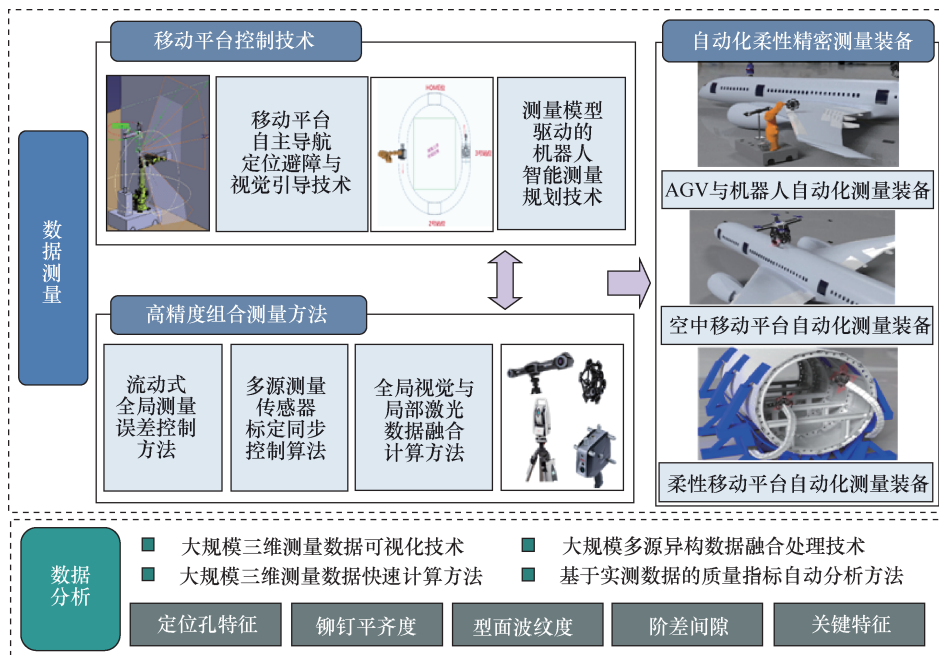 移动平台控制技术
自动化柔性精密测量装备
数据
测量
移动平台
自主导航
定位避障与
视觉引导技术
测量模型
驱动的
机器人
智能测量
规划技术
AGV与机器人自动化测量装备
空中移动平台自动化测量装备
柔性移动平台自动化测量装备
高精度组合测量方法
流动式
全局测量
误差控制
方法
多源测量
传感器
标定同步
控制算法
全局视觉与
局部激光
数据融合
计算方法
数据
分析
大规模三维测量数据可视化技术
大规模多源异构数据融合处理技术
大规模三维测量数据快速计算方法
基于实测数据的质量指标自动分析方法
定位孔特征
铆钉平齐度
型面波纹度
阶差间隙
关键特征